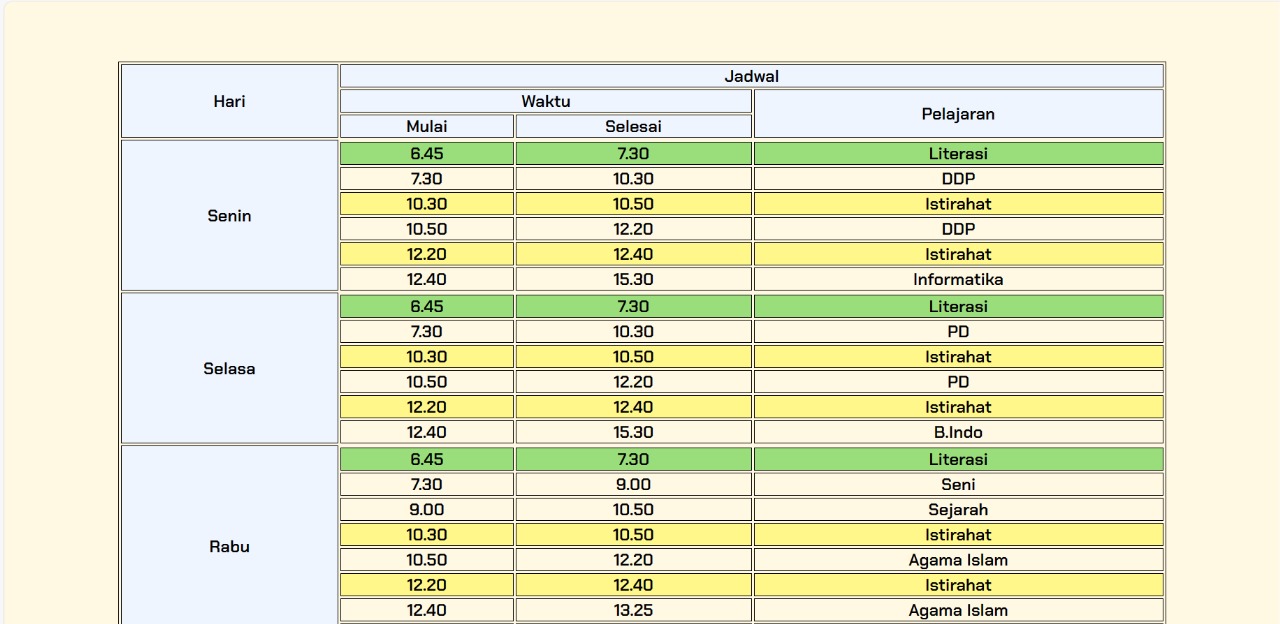 Hari Jadwal
Waktu Pelajaran
Mulai Selesai
Senin
6.45 7.30 Literasi
7.30 10.30 DDP
10.30 10.50 Istirahat
10.50 12.20 DDP
12.20 12.40 Istirahat
12.40 15.30 Informatika
Selasa
6.45 7.30 Literasi
7.30 10.30 PD
10.30 10.50 Istirahat
10.50 12.20 PD
12.20 12.40 Istirahat
12.40 15.30 B.Indo
Rabu
6.45 7.30 Literasi
7.30 9.00 Seni
9.00 10.50 Sejarah
10.30 10.50 Istirahat
10.50 12.20 Agama Islam
12.20 12.40 Istirahat
12.40 13.25 Agama Islam